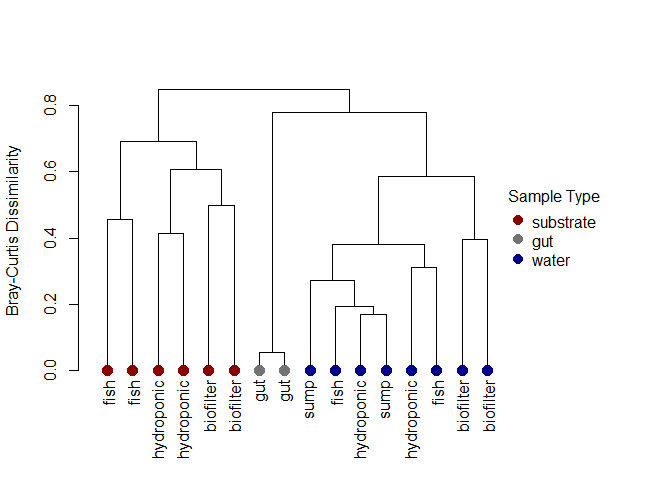 Bray-Curtis Dissimilarity
0.8
0.6
0.4
0.2
0.0
fish
fish
hydroponic
hydroponic
biofilter
biofilter
gut
gut
sump
fish
hydroponic
sump
hydroponic
fish
biofilter
biofilter
Sample Type
substrate
gut
water